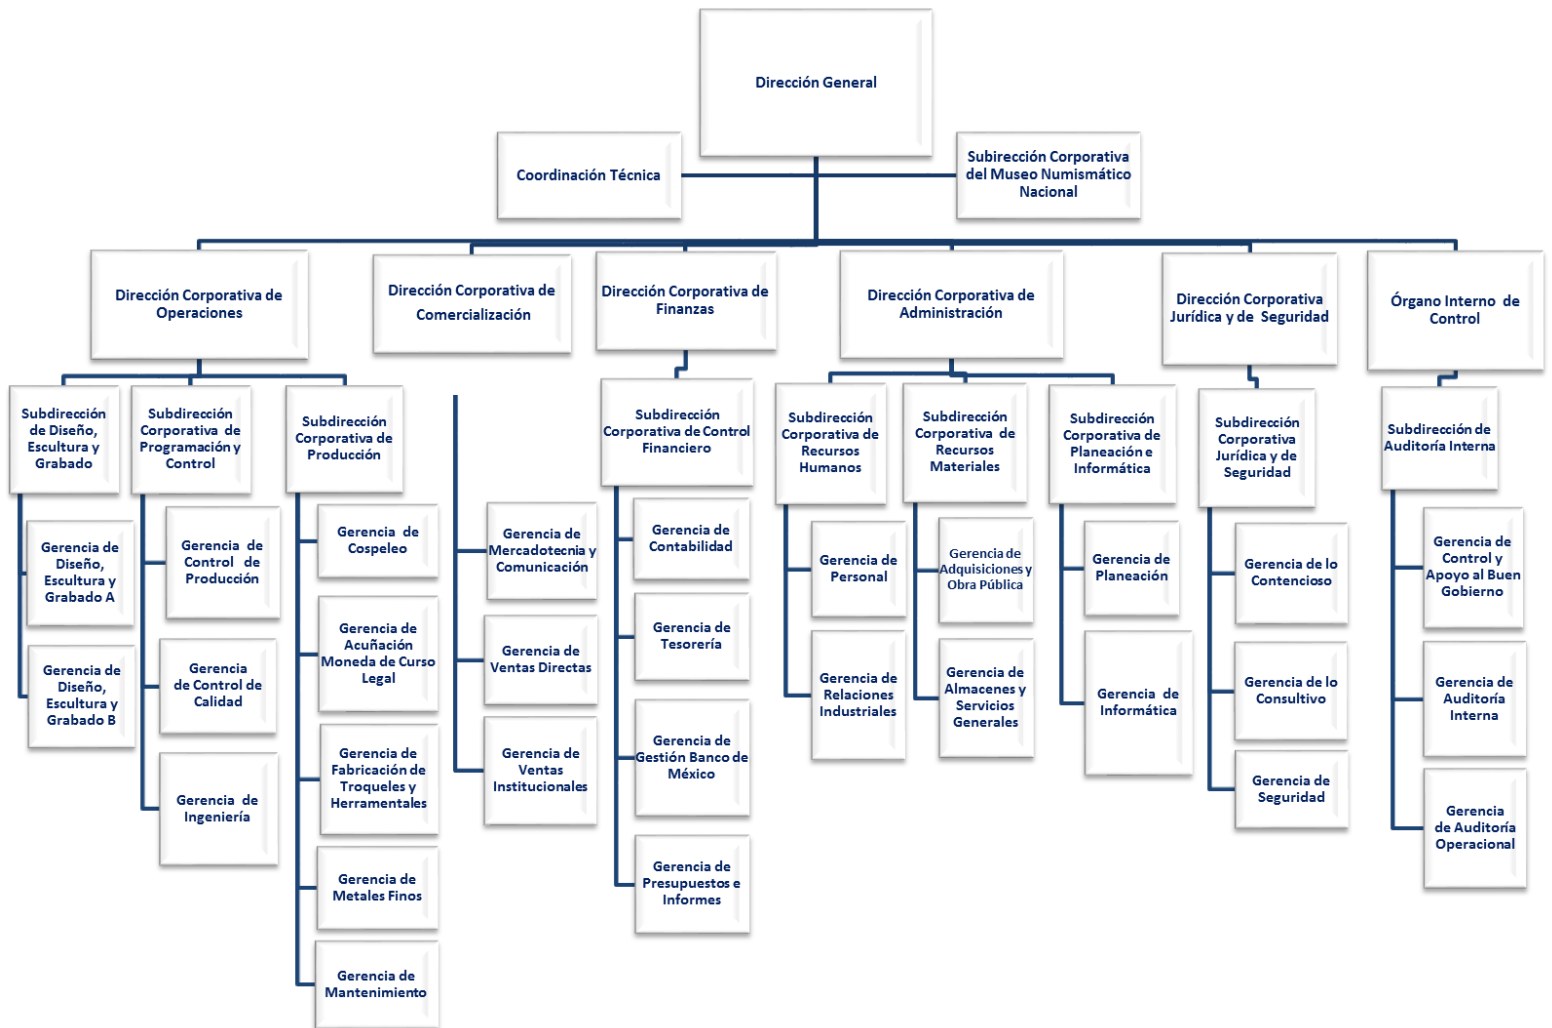 Dirección General
Coordinación Técnica
Subirección Corporativa
del Museo Numismático
Nacional
Dirección Corporativa de
Operaciones
Dirección Corporativa de
Comercialización
Dirección Corporativa de
Finanzas
Dirección Corporativa de
Administración
Dirección Corporativa
Jurídica y de Seguridad
Órgano Interno de
Control
Subdirección
de Diseño,
Escultura y
Grabado
Subdirección
Corporativa de
Programación y
Control
Subdirección
Corporativa de
Producción
Subdirección
Corporativa de Control
Financiero
Subdirección
Corporativa de
Recursos
Humanos
Subdirección
Corporativa de
Recursos
Materiales
Subdirección
Corporativa de
Planeación e
Informática
Subdirección
Corporativa
Jurídica y de
Seguridad
Subdirección de
Auditoría Interna
Gerencia de
Diseño,
Escultura y
Grabado A
Gerencia de
Diseño,
Escultura y
Grabado B
Gerencia de
Control de
Producción
Gerencia
de Control de
Calidad
Gerencia de
Ingeniería
Gerencia de
Cospeleo
Gerencia de
Acuñación
Moneda de Curso
Legal
Gerencia de
Fabricación de
Troqueles y
Herramentales
Gerencia de
Metales Finos
Gerencia de
Mantenimiento
Gerencia de
Mercadotecnia y
Comunicación
Gerencia de
Ventas Directas
Gerencia de
Ventas
Institucionales
Gerencia de
Contabilidad
Gerencia de
Tesorería
Gerencia de
Gestión Banco de
México
Gerencia de
Presupuestos e
Informes
Gerencia de
Personal
Gerencia de
Relaciones
Industriales
Gerencia de
Adquisiciones y
Obra Pública
Gerencia de
Almacenes y
Servicios
Generales
Gerencia de
Planeación
Gerencia de
Informática
Gerencia de lo
Contencioso
Gerencia de lo
Consultivo
Gerencia de
Seguridad
Gerencia de
Control y
Apoyo al Buen
Gobierno
Gerencia de
Auditoría
Interna
Gerencia
de Auditoría
Operacional